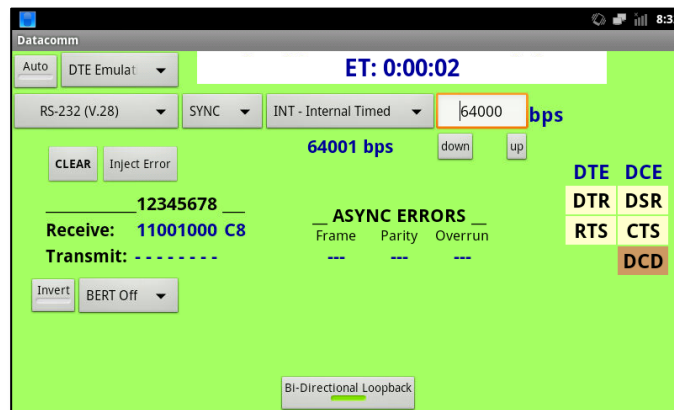 8:3
Datacomm
Auto DTE Emulat ET: 0:00:02
RS-232 (V.28) SYNC INT - Internal Timed 64000 bps
64001 bps down up
CLEAR Inject Error
DTE DCE
____________12345678 ___ DTR DSR
__ ASYNC ERRORS __
Receive: 11001000 C8 Frame Parity Overrun RTS CTS
Transmit: - - - - - - - - --- --- --- DCD
Invert BERT Off
Bi-Directional Loopback